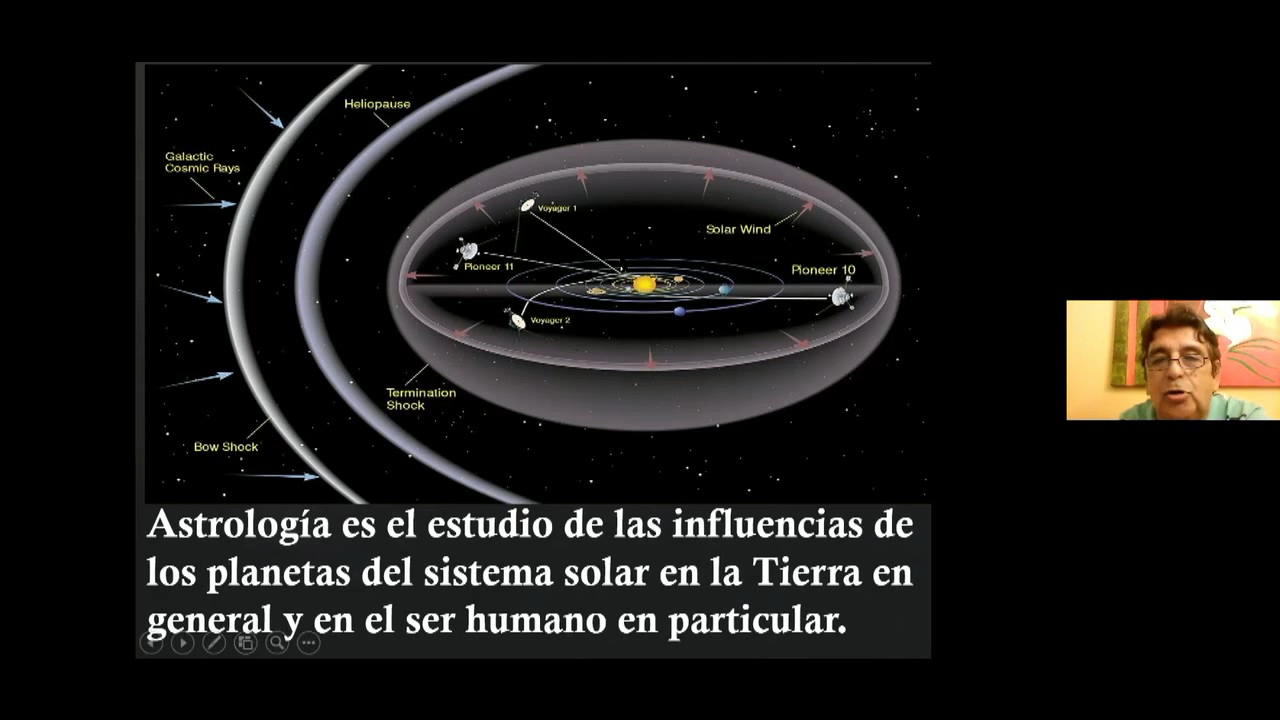 Heliopause
Galactic
Cosmic Rays
Voyager 1
Solar Wind
Pioneer 11
Pioneer 10
Voyager 2
Termination
Shock
Bow Shock
Astrología es el estudio de las influencias de
los planetas del sistema solar en la Tierra en
general y en el ser humano en particular.